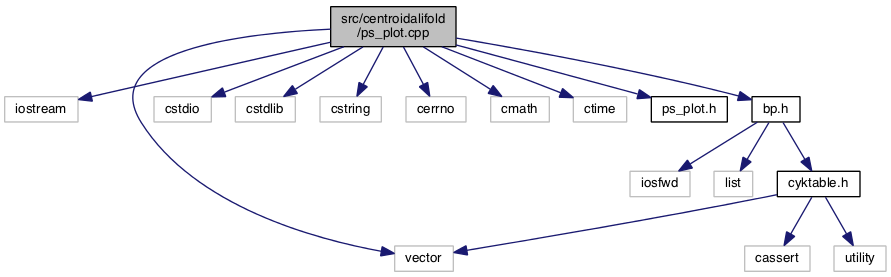 src/centroidalifold
/ps_plot.cpp
iostream
cstdio
cstdlib
cstring
cerrno
cmath
ctime
ps_plot.h
bp.h
iosfwd
list
cyktable.h
vector
cassert
utility